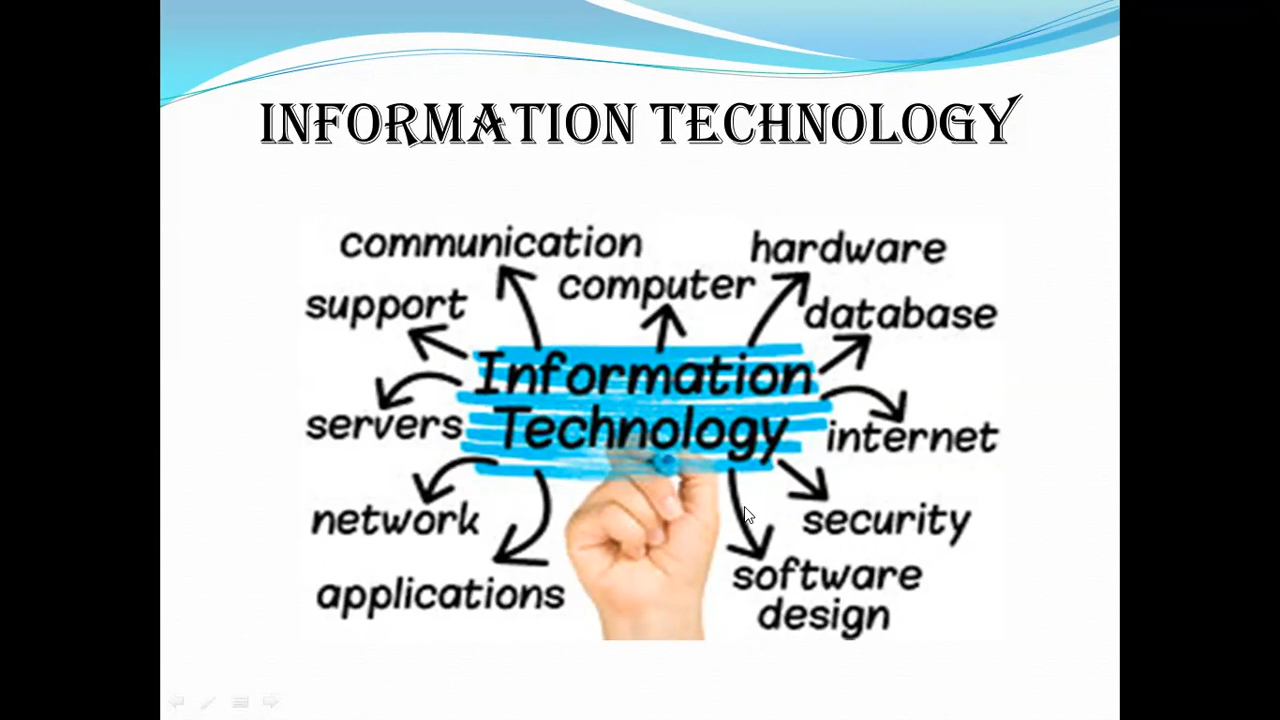 INFORMATION TECHNOLOGY
communication
hardware
computer
support
database
Information
Technology
servers
internet
network
security
applications
software
design